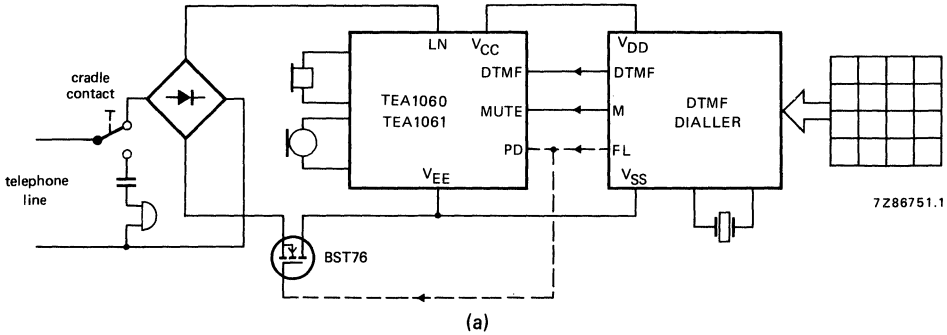 LN
VCC
VDD
cradle
contact
DTMF
DTMF
TEA1060
TEA1061
MUTE
M
DTMF
DIALLER
PD
FL
telephone
line
VEE
VSS
7Z86751.1
BST76
(a)